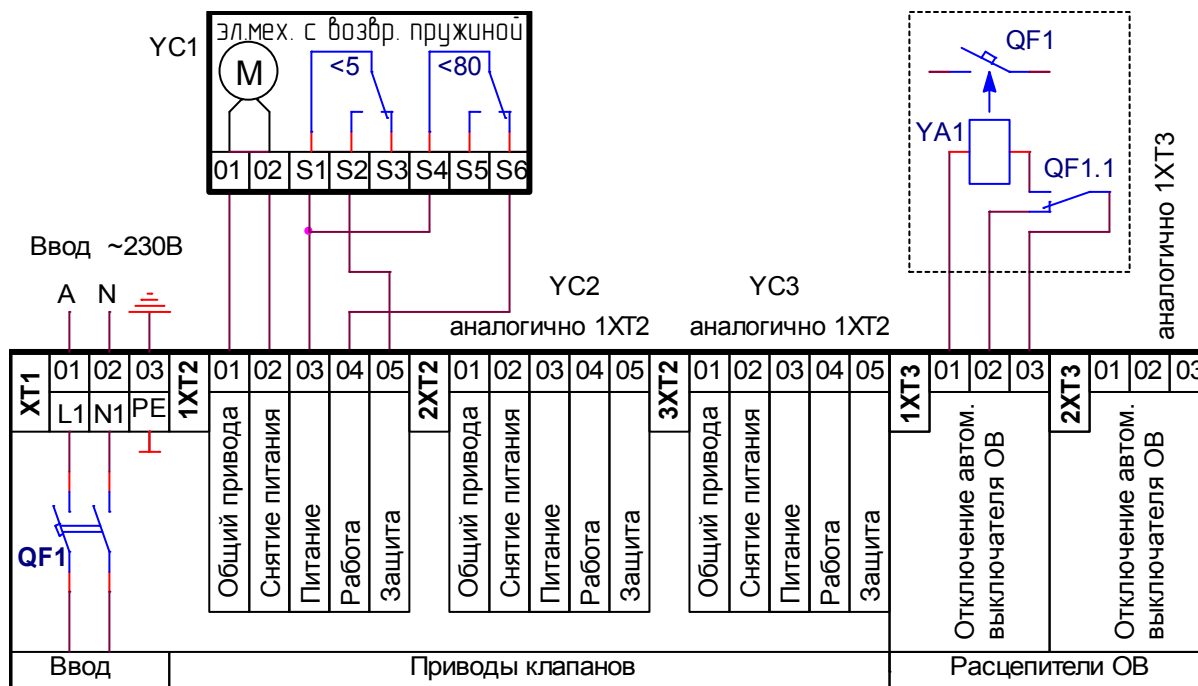 эл.мех. с возвр. пружиной
YC1
M
<5
<80
01 02 S1 S2 S3 S4 S5 S6
QF1
YA1
QF1.1
аналогично 1XT3
Ввод ~230В
A N
YC2
аналогично 1XT2
YC3
аналогично 1XT2
XT1
01 02 03
L1 N1 PE
1XT2
01 02 03 04 05
Общий привода
Снятие питания
Питание
Работа
Защита
2XT2
01 02 03 04 05
Общий привода
Снятие питания
Питание
Работа
Защита
3XT2
01 02 03 04 05
Общий привода
Снятие питания
Питание
Работа
Защита
1XT3
01 02 03
Отключение автом.
выключателя ОВ
2XT3
01 02 03
Отключение автом.
выключателя ОВ
QF1
Ввод
Приводы клапанов
Расцепители ОВ